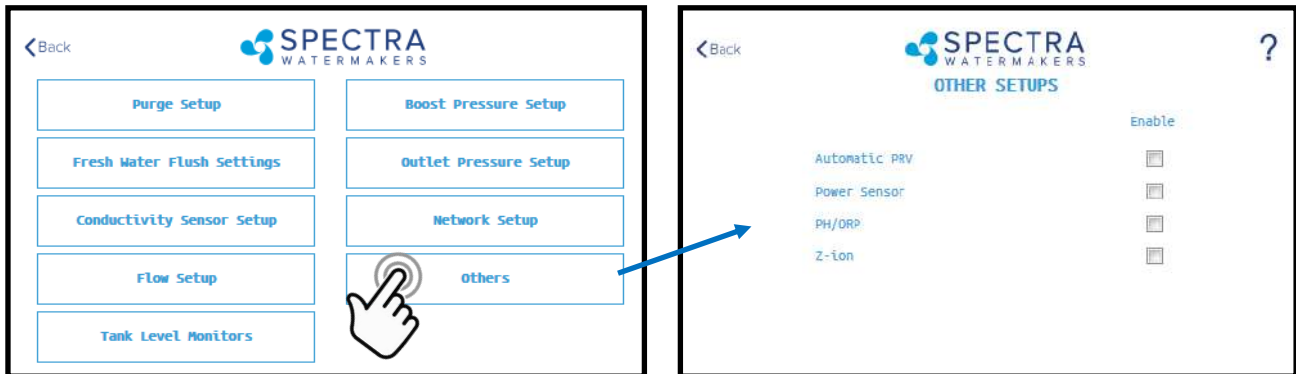 Back
SPECTRA
WATERMAKERS
Purge Setup
Boost Pressure Setup
Fresh Water Flush Settings
Outlet Pressure Setup
Conductivity Sensor Setup
Network Setup
Flow Setup
Others
Tank Level Monitors
Back
SPECTRA
WATERMAKERS
?
OTHER SETUPS
Enable
Automatic PRV
Power Sensor
PH/ORP
Z-ion